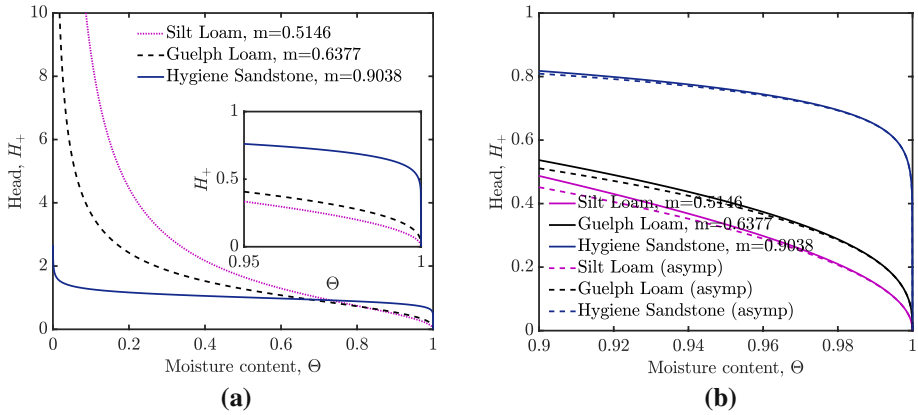 10
8
6
4
2
0
Head, H₊
0
0.2
0.4
0.6
0.8
1
Moisture content, Θ
Silt Loam, m=0.5146
Guelph Loam, m=0.6377
Hygiene Sandstone, m=0.9038
1
0.5
0
H₊
0.95
1
Θ
(a)
1
0.8
0.6
0.4
0.2
0
Head, H₊
0.9
0.92
0.94
0.96
0.98
1
Moisture content, Θ
Silt Loam, m=0.5146
Guelph Loam, m=0.6377
Hygiene Sandstone, m=0.9038
Silt Loam (asymp)
Guelph Loam (asymp)
Hygiene Sandstone (asymp)
(b)